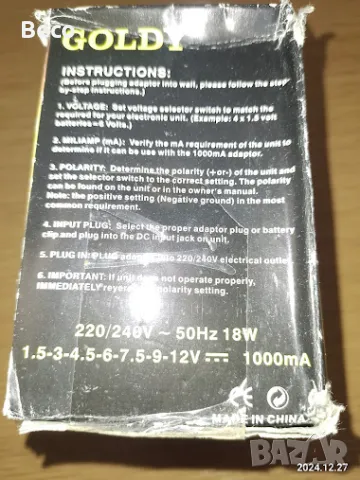 Веco
GOLDY
INSTRUCTIONS:
(Before plugging adaptor into wall, please follow the step
-by-step instructions.)
1. VOLTAGE: Set voltage selecter switch to match the
required for your electronic unit. (Example: 4 x 1.5 volt
batteries=6 Volts.)
2. MILIAMP (mA): Verify the mA requirement of the unit to
determine if it can be use with the 1000mA adaptor.
3. POLARITY: Determine the polarity (+or-) of the unit and
set the selector switch to the correct setting. The polarity
can be found on the unit or in the owner's manual.
Note: the positive setting (Negative ground) in the most
common requirement.
4. INPUT PLUG: Select the proper adaptor plug or battery
clip and plug into the DC input jack on unit.
5. PLUG IN: PLUG adaptor into 220/240V electrical outlet
6. IMPORTANT: If unit does not operate properly,
IMMEDIATELY reverse polarity setting.
220/240V ~ 50Hz 18W
1.5-3-4.5-6-7.5-9-12V ⎓ 1000mA
CE
MADE IN CHINA
2024.12.27
BAZAR